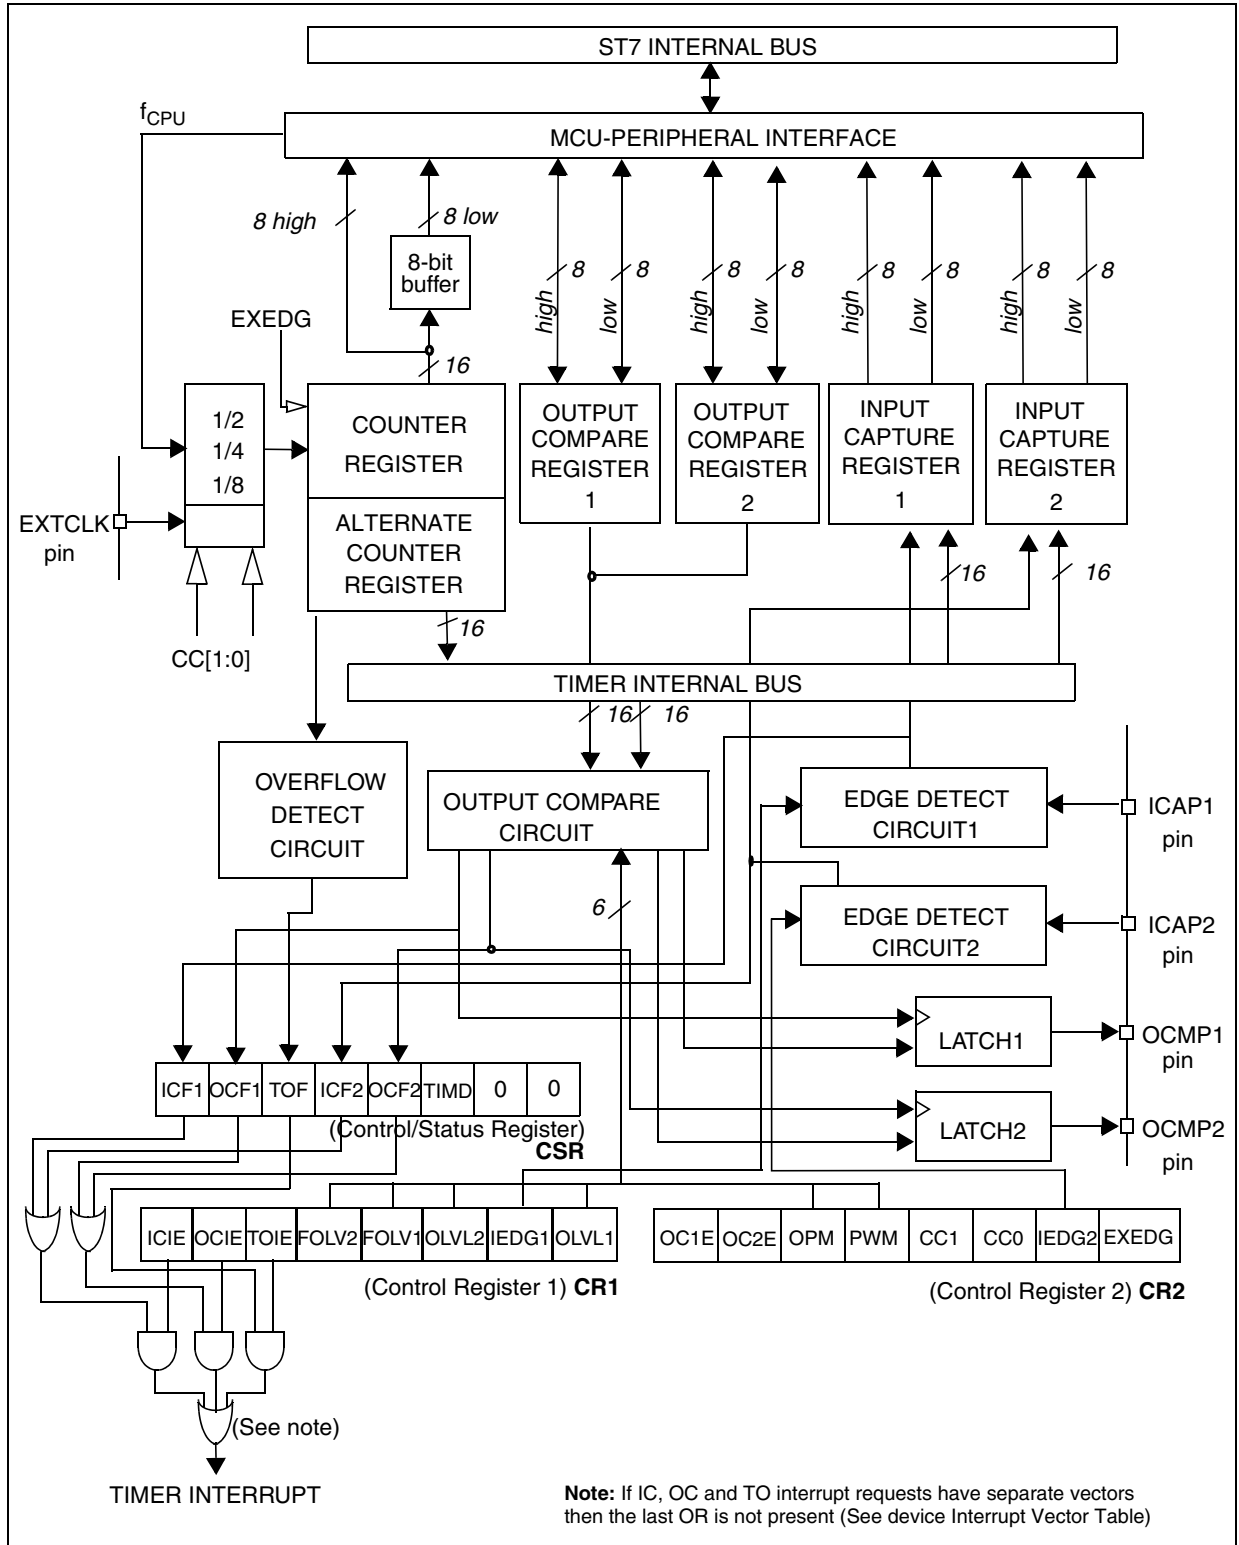 ST7 INTERNAL BUS
fCPU
MCU-PERIPHERAL INTERFACE
8 high
8 low
8-bit
buffer
8
8
8
8
8
8
8
8
high
low
high
low
high
low
high
low
EXEDG
16
1/2
1/4
1/8
COUNTER
REGISTER
OUTPUT
COMPARE
REGISTER
1
OUTPUT
COMPARE
REGISTER
2
INPUT
CAPTURE
REGISTER
1
INPUT
CAPTURE
REGISTER
2
EXTCLK
pin
ALTERNATE
COUNTER
REGISTER
16
16
16
CC[1:0]
TIMER INTERNAL BUS
16
16
OVERFLOW
DETECT
CIRCUIT
OUTPUT COMPARE
CIRCUIT
EDGE DETECT
CIRCUIT1
ICAP1
pin
6
EDGE DETECT
CIRCUIT2
ICAP2
pin
LATCH1
OCMP1
pin
ICF1 OCF1 TOF ICF2 OCF2 TIMD 0 0
(Control/Status Register)
CSR
LATCH2
OCMP2
pin
ICIE OCIE TOIE FOLV2 FOLV1 OLVL2 IEDG1 OLVL1
(Control Register 1) CR1
OC1E OC2E OPM PWM CC1 CC0 IEDG2 EXEDG
(Control Register 2) CR2
(See note)
TIMER INTERRUPT
Note: If IC, OC and TO interrupt requests have separate vectors
then the last OR is not present (See device Interrupt Vector Table)